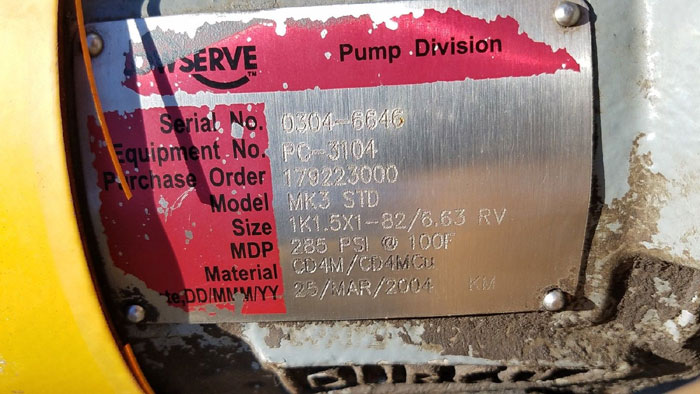 OWSERVE™
Pump Division
Serial No. 0304-6846
Equipment No. PC-3104
Purchase Order 179223000
Model MK3 STD
Size 1K1.5X1-82/6.63 RV
MDP 285 PSI @ 100F
Material CD4M/CD4MCu
te,DD/MMM/YY 25/MAR/2004 KM